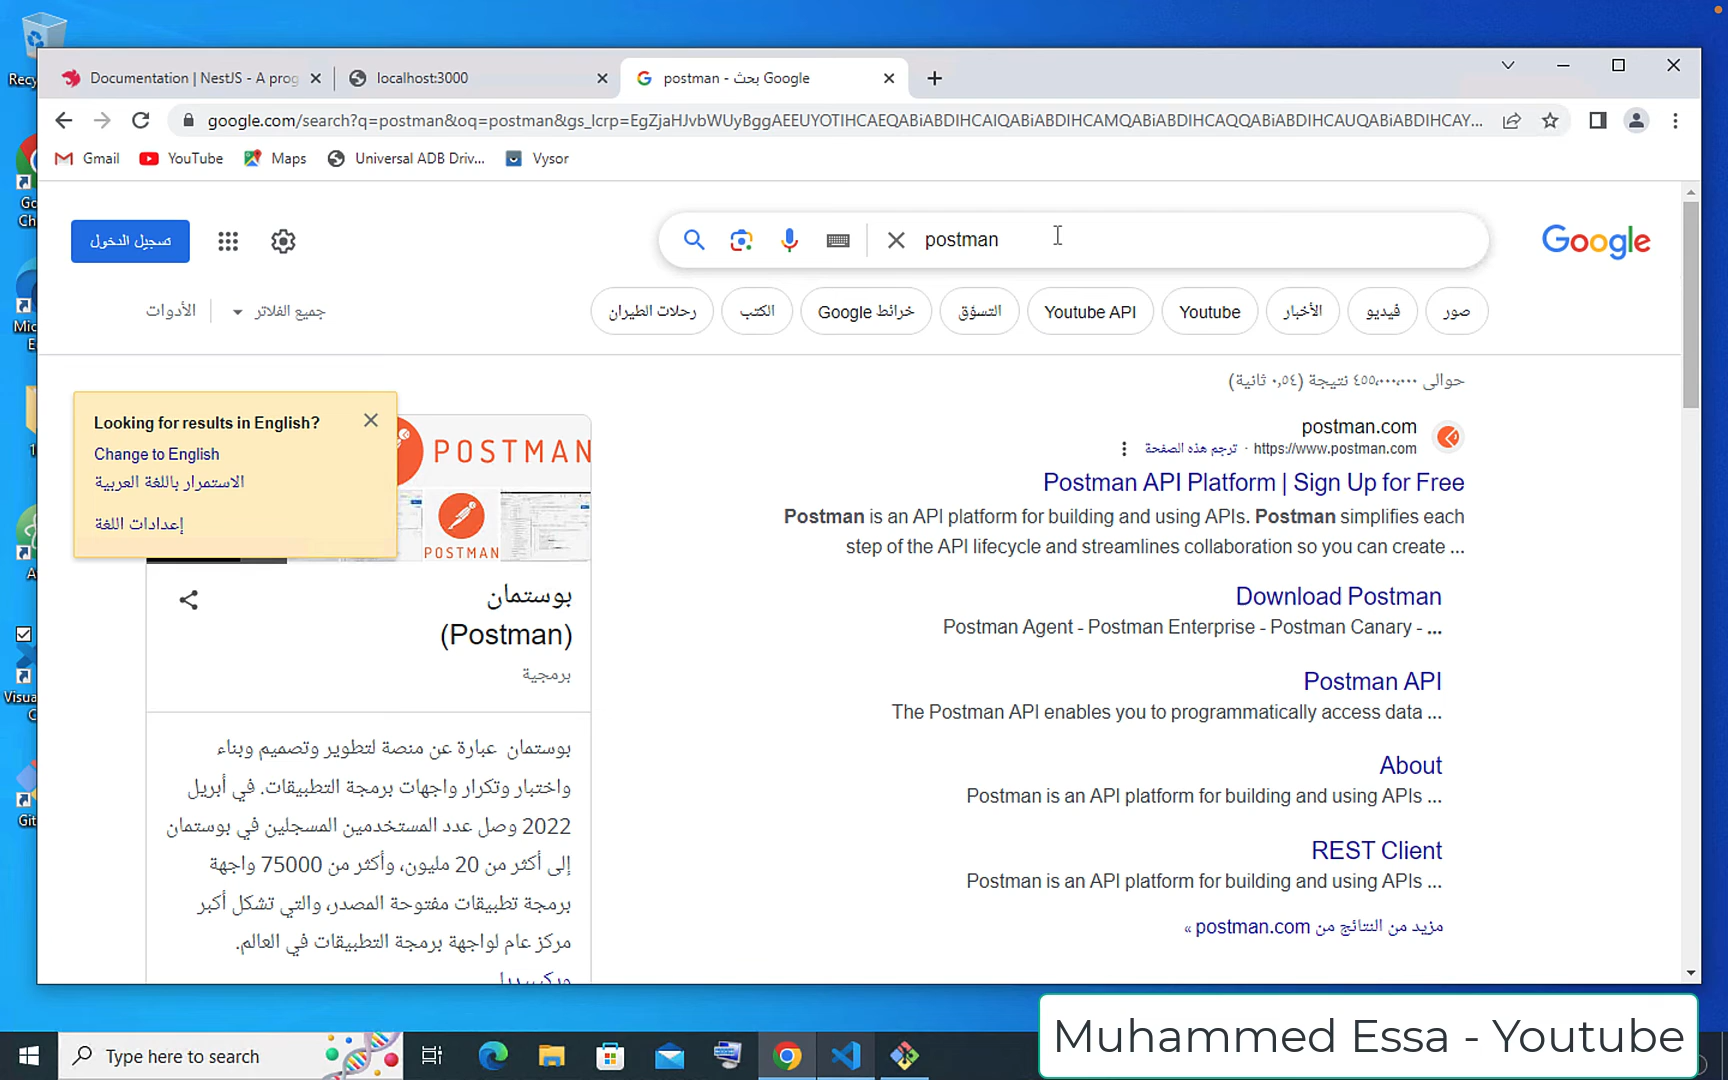 Documentation | NestJS - A prog
localhost:3000
postman - بحث Google
google.com/search?q=postman&oq=postman&gs_lcrp=EgZjaHJvbWUyBggAEEUYOTIHCAEQABiABDIHCAIQABiABDIHCAMQABiABDIHCAQQABiABDIHCAUQABiABDIHCAY...
Gmail
YouTube
Maps
Universal ADB Driv...
Vysor
تسجيل الدخول
postman
Google
صور
فيديو
الأخبار
Youtube
Youtube API
التسوّق
خرائط Google
الكتب
رحلات الطيران
جميع الفلاتر
الأدوات
حوالى ٤٥٥,٠٠٠,٠٠٠ نتيجة (٠,٥٤ ثانية)
postman.com
https://www.postman.com · ترجم هذه الصفحة
Postman API Platform | Sign Up for Free
Postman is an API platform for building and using APIs. Postman simplifies each
step of the API lifecycle and streamlines collaboration so you can create ...
Download Postman
Postman Agent - Postman Enterprise - Postman Canary - ...
Postman API
The Postman API enables you to programmatically access data ...
About
Postman is an API platform for building and using APIs ...
REST Client
Postman is an API platform for building and using APIs ...
مزيد من النتائج من postman.com »
Looking for results in English?
Change to English
الاستمرار باللغة العربية
إعدادات اللغة
POSTMAN
POSTMAN
بوستمان
(Postman)
برمجية
بوستمان عبارة عن منصة لتطوير وتصميم وبناء
واختبار وتكرار واجهات برمجة التطبيقات. في أبريل
2022 وصل عدد المستخدمين المسجلين في بوستمان
إلى أكثر من 20 مليون، وأكثر من 75000 واجهة
برمجة تطبيقات مفتوحة المصدر، والتي تشكل أكبر
مركز عام لواجهة برمجة التطبيقات في العالم.
Recy
Go
Ch
Mic
E
Visua
C
Git
Type here to search
Muhammed Essa - Youtube